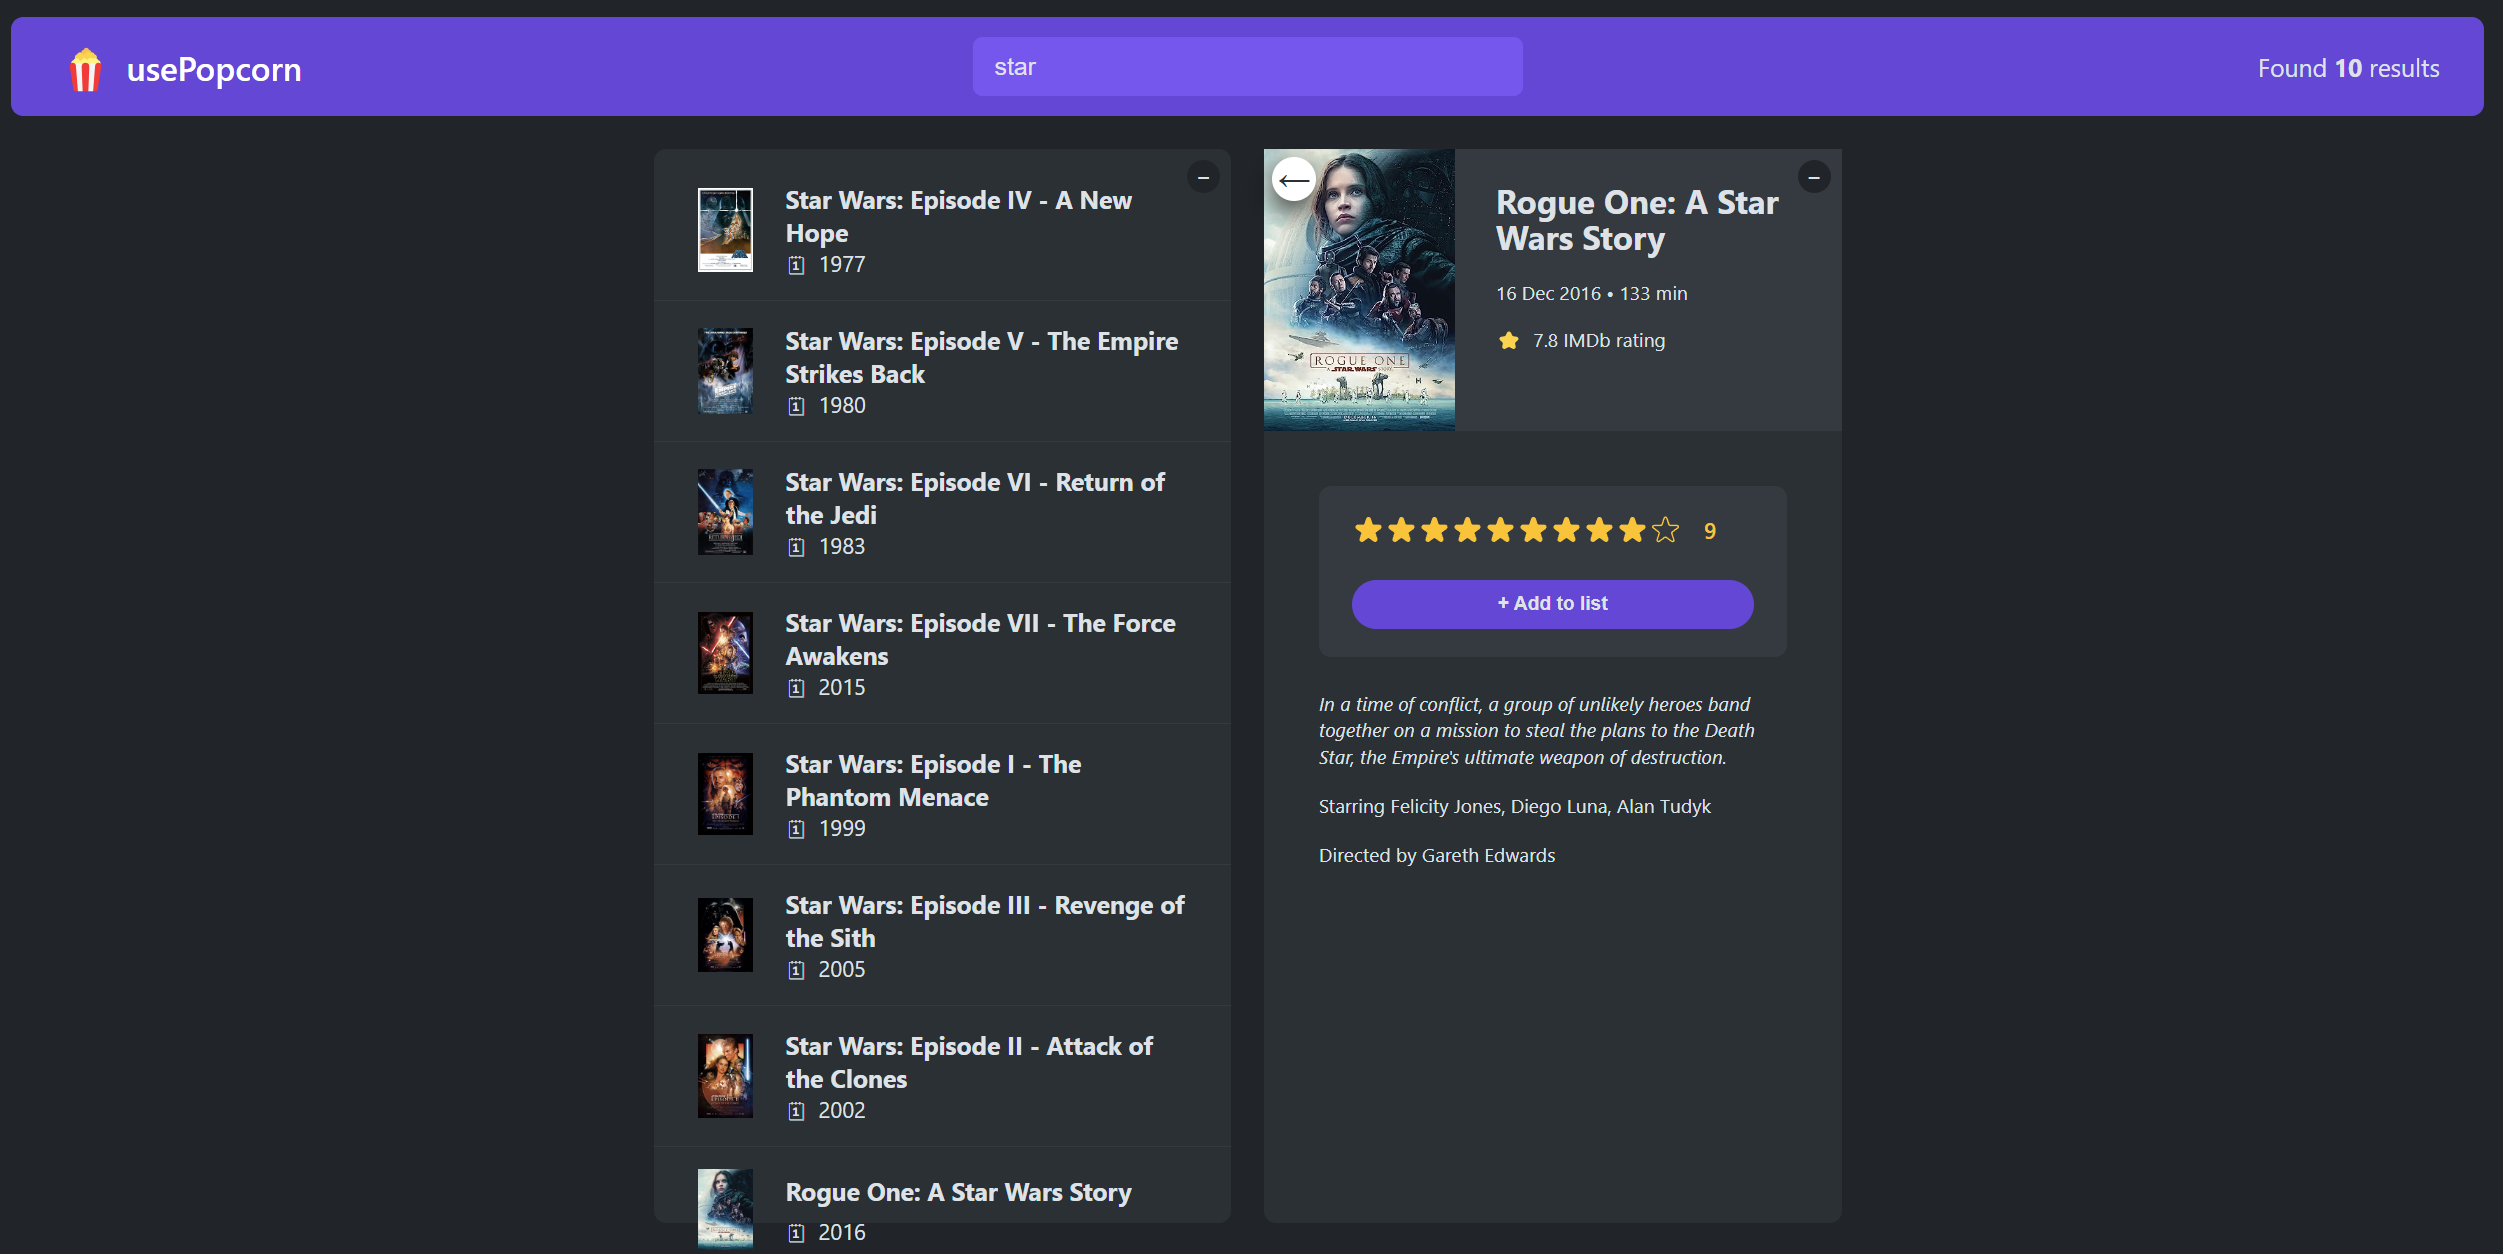 usePopcorn
star
Found 10 results
Star Wars: Episode IV - A New
Hope
1977
Star Wars: Episode V - The Empire
Strikes Back
1980
Star Wars: Episode VI - Return of
the Jedi
1983
Star Wars: Episode VII - The Force
Awakens
2015
Star Wars: Episode I - The
Phantom Menace
1999
Star Wars: Episode III - Revenge of
the Sith
2005
Star Wars: Episode II - Attack of
the Clones
2002
Rogue One: A Star Wars Story
2016
ROGUE ONE
A STAR WARS STORY
Rogue One: A Star
Wars Story
16 Dec 2016 • 133 min
7.8 IMDb rating
9
+ Add to list
In a time of conflict, a group of unlikely heroes band
together on a mission to steal the plans to the Death
Star, the Empire's ultimate weapon of destruction.
Starring Felicity Jones, Diego Luna, Alan Tudyk
Directed by Gareth Edwards